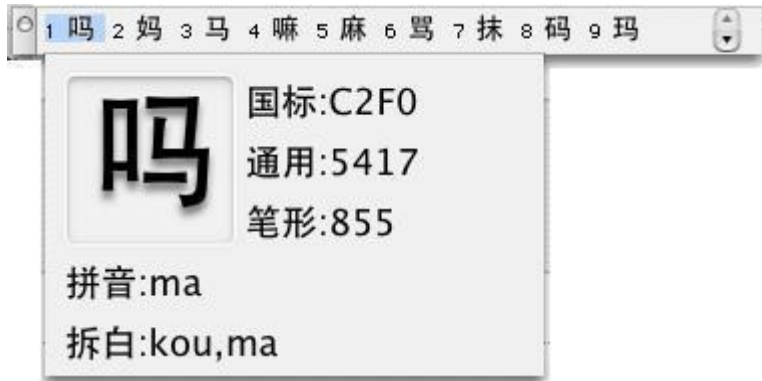 1 吗 2 妈 3 马 4 嘛 5 麻 6 骂 7 抹 8 码 9 玛
吗
国标:C2F0
通用:5417
笔形:855
拼音:ma
拆白:kou,ma